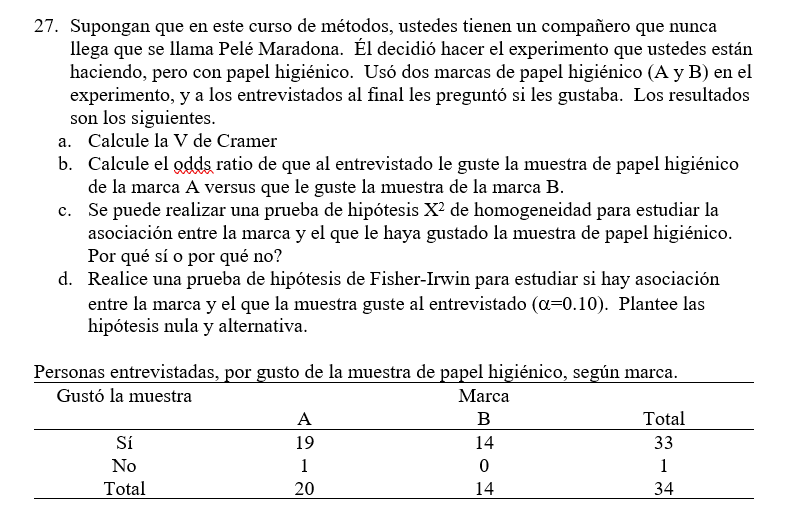 27. Supongan que en este curso de métodos, ustedes tienen un compañero que nunca
llega que se llama Pelé Maradona. Él decidió hacer el experimento que ustedes están
haciendo, pero con papel higiénico. Usó dos marcas de papel higiénico (A y B) en el
experimento, y a los entrevistados al final les preguntó si les gustaba. Los resultados
son los siguientes.
a. Calcule la V de Cramer
b. Calcule el odds ratio de que al entrevistado le guste la muestra de papel higiénico
de la marca A versus que le guste la muestra de la marca B.
c. Se puede realizar una prueba de hipótesis X² de homogeneidad para estudiar la
asociación entre la marca y el que le haya gustado la muestra de papel higiénico.
Por qué sí o por qué no?
d. Realice una prueba de hipótesis de Fisher-Irwin para estudiar si hay asociación
entre la marca y el que la muestra guste al entrevistado (α=0.10). Plantee las
hipótesis nula y alternativa.
Personas entrevistadas, por gusto de la muestra de papel higiénico, según marca.
Gustó la muestra Marca
A B Total
Sí 19 14 33
No 1 0 1
Total 20 14 34